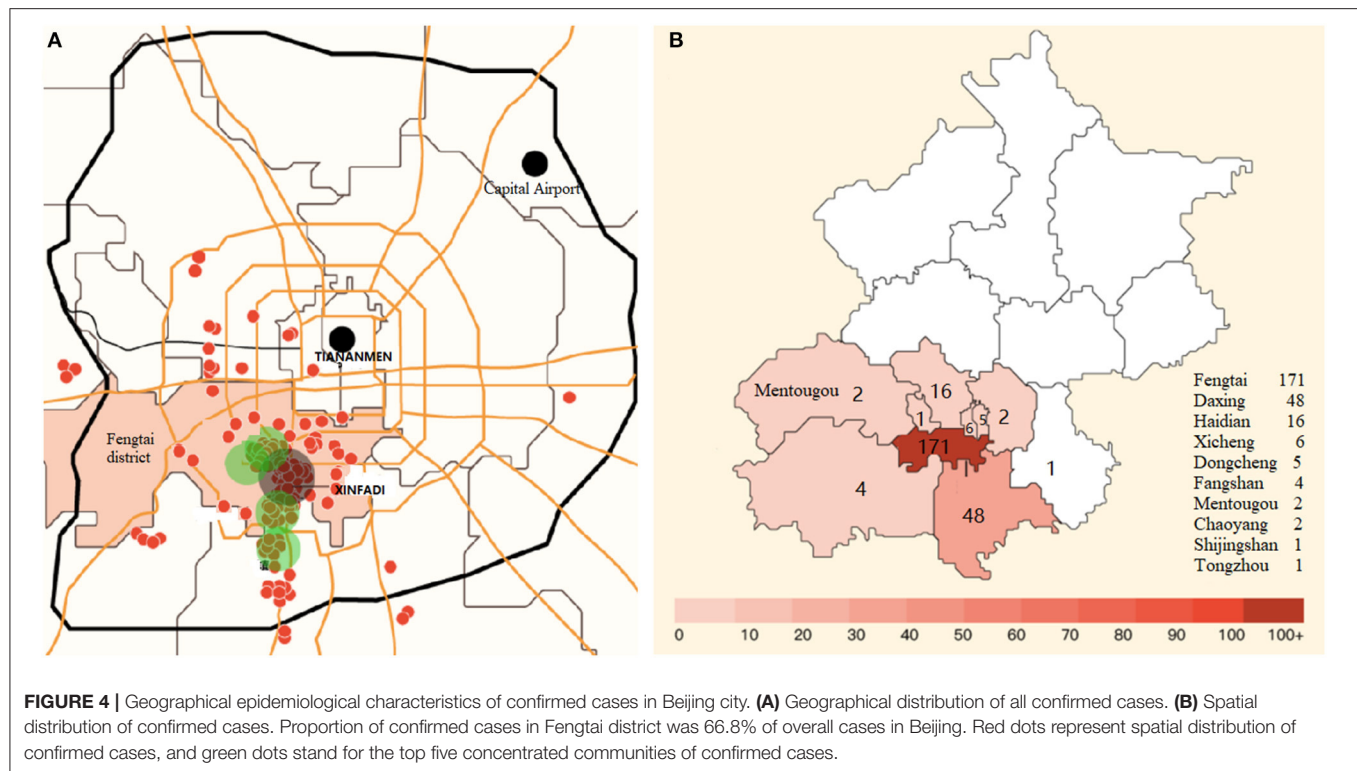 A
Capital Airport
TIANANMEN
Fengtai
district
XINFADI
B
Mentougou 2
16
1
6
5
2
171
4
48
1
Fengtai 171
Daxing 48
Haidian 16
Xicheng 6
Dongcheng 5
Fangshan 4
Mentougou 2
Chaoyang 2
Shijingshan 1
Tongzhou 1
0 10 20 30 40 50 60 70 80 90 100 100+
FIGURE 4 | Geographical epidemiological characteristics of confirmed cases in Beijing city. (A) Geographical distribution of all confirmed cases. (B) Spatial
distribution of confirmed cases. Proportion of confirmed cases in Fengtai district was 66.8% of overall cases in Beijing. Red dots represent spatial distribution of
confirmed cases, and green dots stand for the top five concentrated communities of confirmed cases.